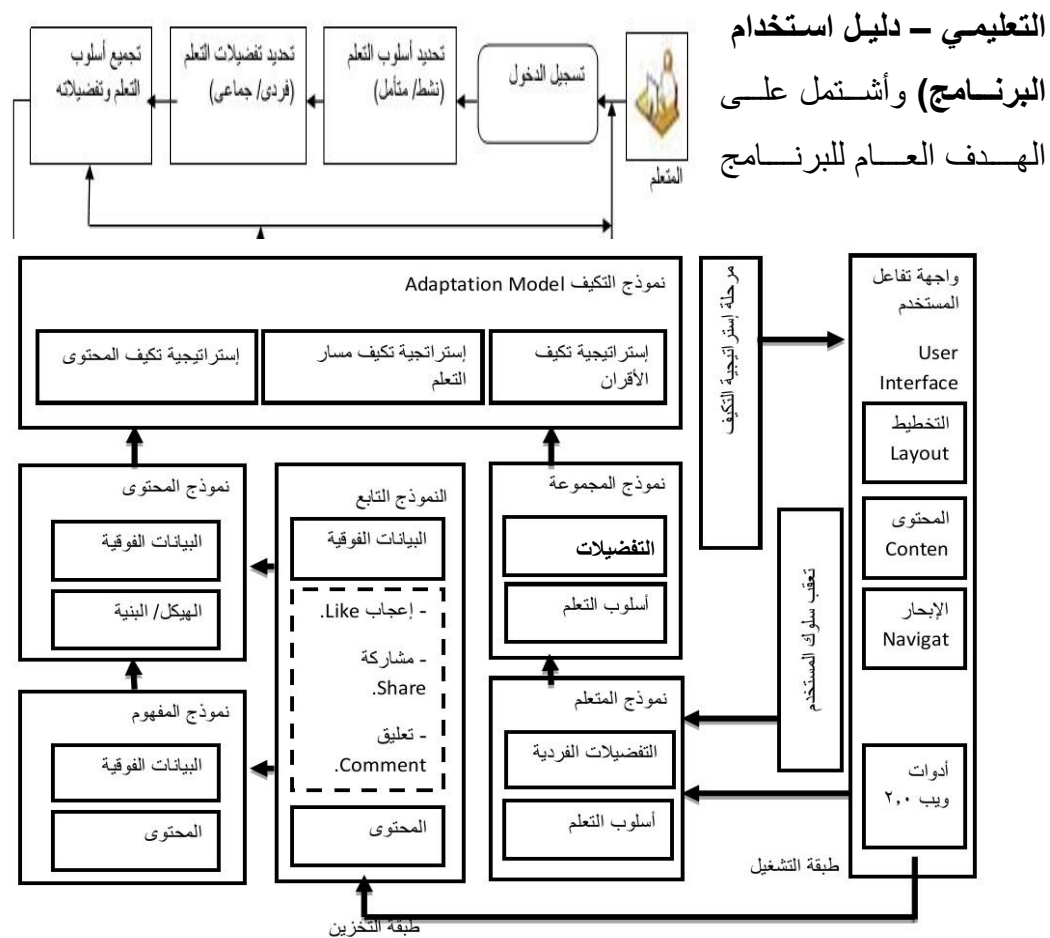 التعليمي – دليل استخدام
البرنامج) وأشتمل على
الهدف العام للبرنامج
المتعلم
تسجيل الدخول
تحديد أسلوب التعلم
(نشط/ متأمل)
تحديد تفضيلات التعلم
(فردى/ جماعى)
تجميع أسلوب
التعلم وتفضيلاته
واجهة تفاعل
المستخدم
User
Interface
التخطيط
Layout
المحتوى
Conten
الإبحار
Navigat
أدوات
ويب ٢,٠
مرحلة إستراتيجية التكيف
تعقب سلوك المستخدم
طبقة التشغيل
نموذج التكيف Adaptation Model
إستراتيجية تكيف
الأقران
إستراتجية تكيف مسار
التعلم
إستراتيجية تكيف المحتوى
نموذج المجموعة
التفضيلات
أسلوب التعلم
نموذج المتعلم
التفضيلات الفردية
أسلوب التعلم
النموذج التابع
البيانات الفوقية
- إعجاب Like.
- مشاركة
Share.
- تعليق
Comment.
المحتوى
نموذج المحتوى
البيانات الفوقية
الهيكل/ البنية
نموذج المفهوم
البيانات الفوقية
المحتوى
طبقة التخزين